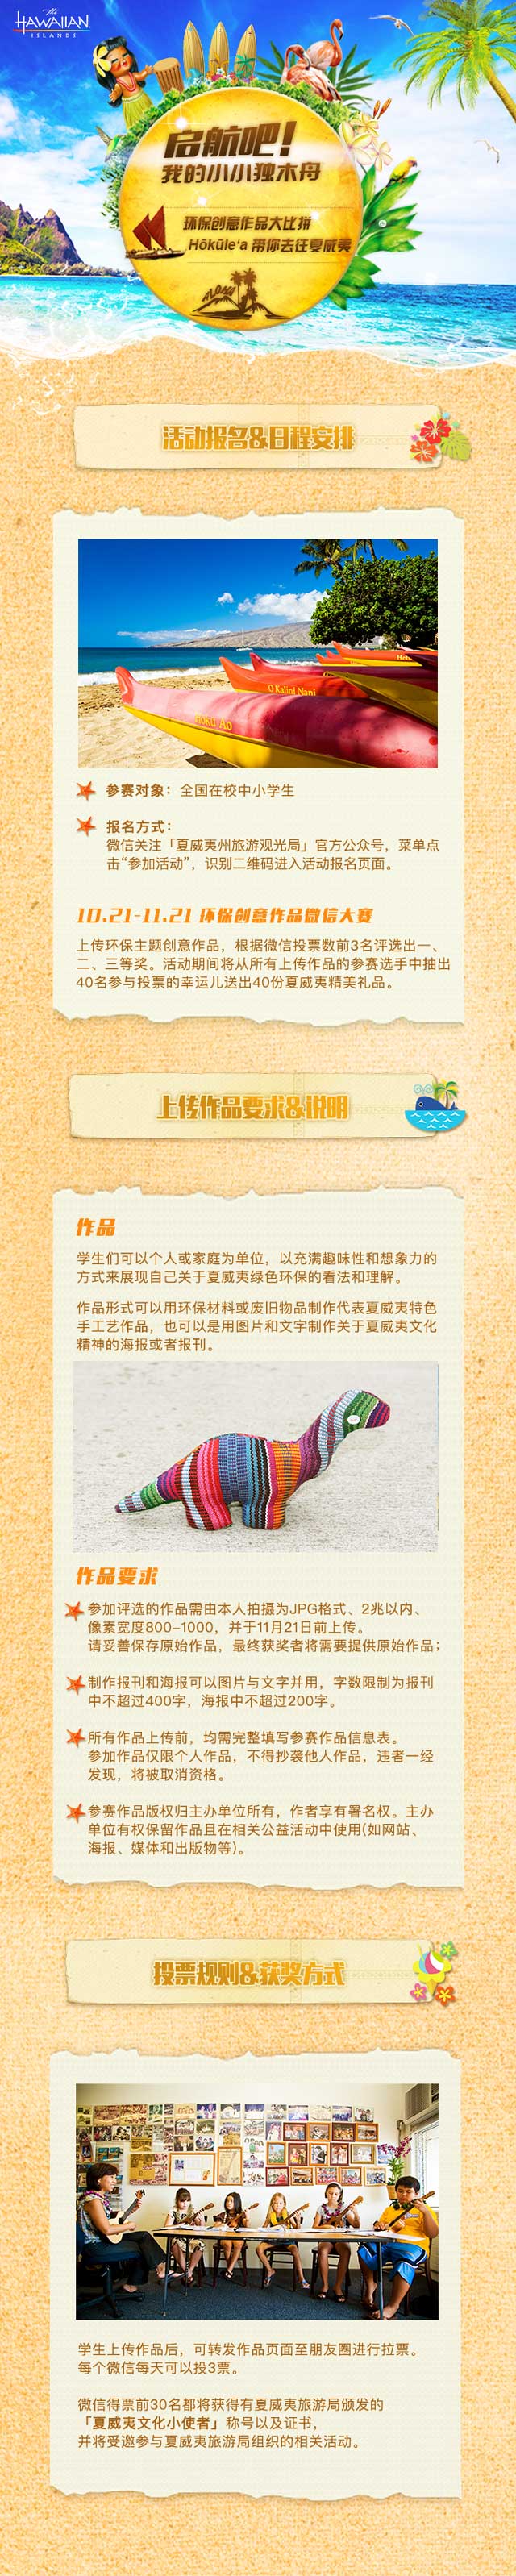 The
HAWAIIAN
ISLANDS
启航吧！
我的小小独木舟
环保创意作品大比拼
Hōkūle'a 带你去往夏威夷
ALOHA
活动报名&日程安排
O Kalini Nani
Hoku Ao
参赛对象：全国在校中小学生
报名方式：
微信关注「夏威夷州旅游观光局」官方公众号，菜单点
击“参加活动”，识别二维码进入活动报名页面。
10.21-11.21 环保创意作品微信大赛
上传环保主题创意作品，根据微信投票数前3名评选出一、
二、三等奖。活动期间将从所有上传作品的参赛选手中抽出
40名参与投票的幸运儿送出40份夏威夷精美礼品。
上传作品要求&说明
作品
学生们可以个人或家庭为单位，以充满趣味性和想象力的
方式来展现自己关于夏威夷绿色环保的看法和理解。
作品形式可以用环保材料或废旧物品制作代表夏威夷特色
手工艺作品，也可以是用图片和文字制作关于夏威夷文化
精神的海报或者报刊。
作品要求
参加评选的作品需由本人拍摄为JPG格式、2兆以内、
像素宽度800-1000，并于11月21日前上传。
请妥善保存原始作品，最终获奖者将需要提供原始作品；
制作报刊和海报可以图片与文字并用，字数限制为报刊
中不超过400字，海报中不超过200字。
所有作品上传前，均需完整填写参赛作品信息表。
参加作品仅限个人作品，不得抄袭他人作品，违者一经
发现，将被取消资格。
参赛作品版权归主办单位所有，作者享有署名权。主办
单位有权保留作品且在相关公益活动中使用(如网站、
海报、媒体和出版物等)。
投票规则&获奖方式
学生上传作品后，可转发作品页面至朋友圈进行拉票。
每个微信每天可以投3票。
微信得票前30名都将获得有夏威夷旅游局颁发的
「夏威夷文化小使者」称号以及证书，
并将受邀参与夏威夷旅游局组织的相关活动。